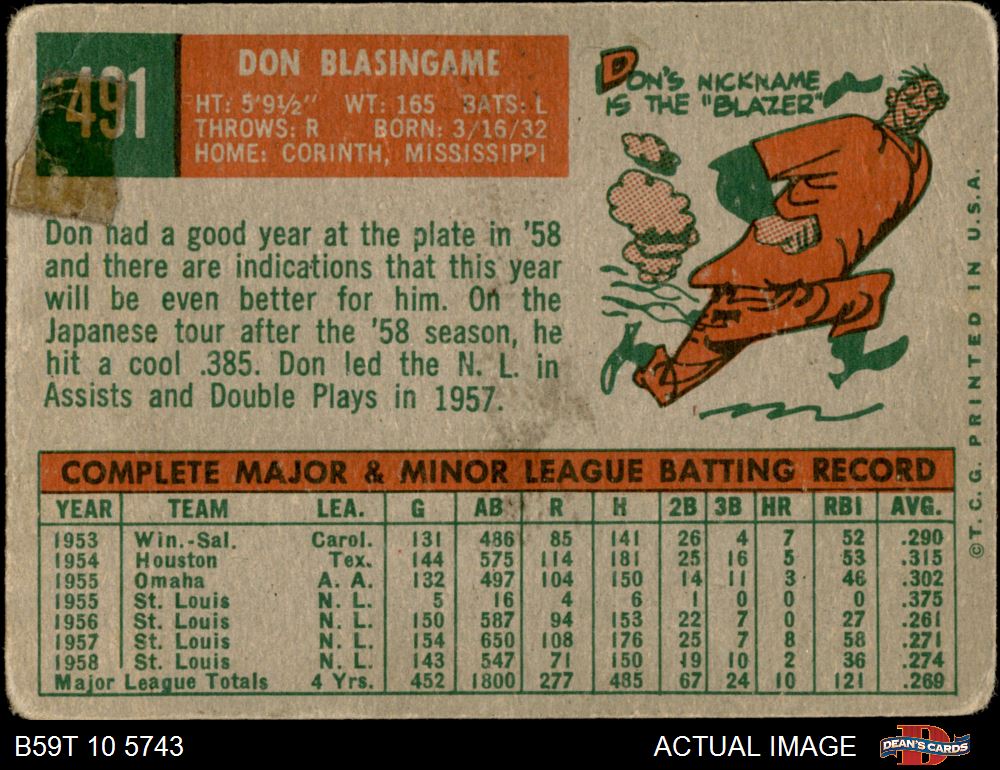 491
DON BLASINGAME
HT: 5'9½" WT: 165 BATS: L
THROWS: R BORN: 3/16/32
HOME: CORINTH, MISSISSIPPI
DON'S NICKNAME
IS THE "BLAZER"
Don had a good year at the plate in '58
and there are indications that this year
will be even better for him. On the
Japanese tour after the '58 season, he
hit a cool .385. Don led the N. L. in
Assists and Double Plays in 1957.
©T. C. G. PRINTED IN U.S.A.
COMPLETE MAJOR & MINOR LEAGUE BATTING RECORD
YEAR TEAM LEA. G AB R H 2B 3B HR RBI AVG.
1953 Win.-Sal. Carol. 131 486 85 141 26 4 7 52 .290
1954 Houston Tex. 144 575 114 181 25 16 5 53 .315
1955 Omaha A. A. 132 497 104 150 14 11 3 46 .302
1955 St. Louis N. L. 5 16 4 6 1 0 0 0 .375
1956 St. Louis N. L. 150 587 94 153 22 7 0 27 .261
1957 St. Louis N. L. 154 650 108 176 25 7 8 58 .271
1958 St. Louis N. L. 143 547 71 150 19 10 2 36 .274
Major League Totals 4 Yrs. 452 1800 277 485 67 24 10 121 .269
B59T 10 5743
ACTUAL IMAGE
DEAN'S CARDS